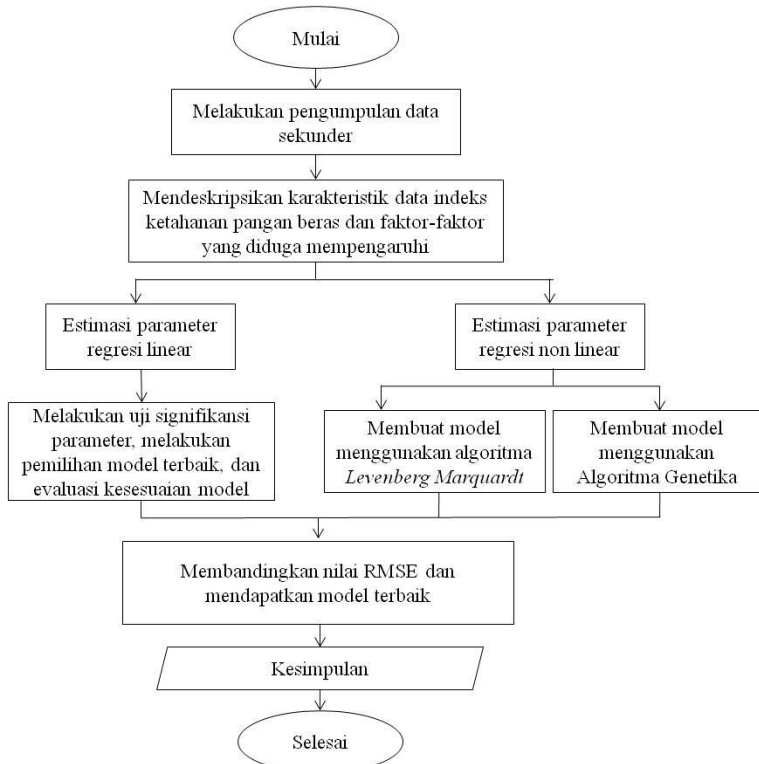 Mulai
Melakukan pengumpulan data
sekunder
Mendeskripsikan karakteristik data indeks
ketahanan pangan beras dan faktor-faktor
yang diduga mempengaruhi
Estimasi parameter
regresi linear
Estimasi parameter
regresi non linear
Melakukan uji signifikansi
parameter, melakukan
pemilihan model terbaik, dan
evaluasi kesesuaian model
Membuat model
menggunakan algoritma
Levenberg Marquardt
Membuat model
menggunakan
Algoritma Genetika
Membandingkan nilai RMSE dan
mendapatkan model terbaik
Kesimpulan
Selesai